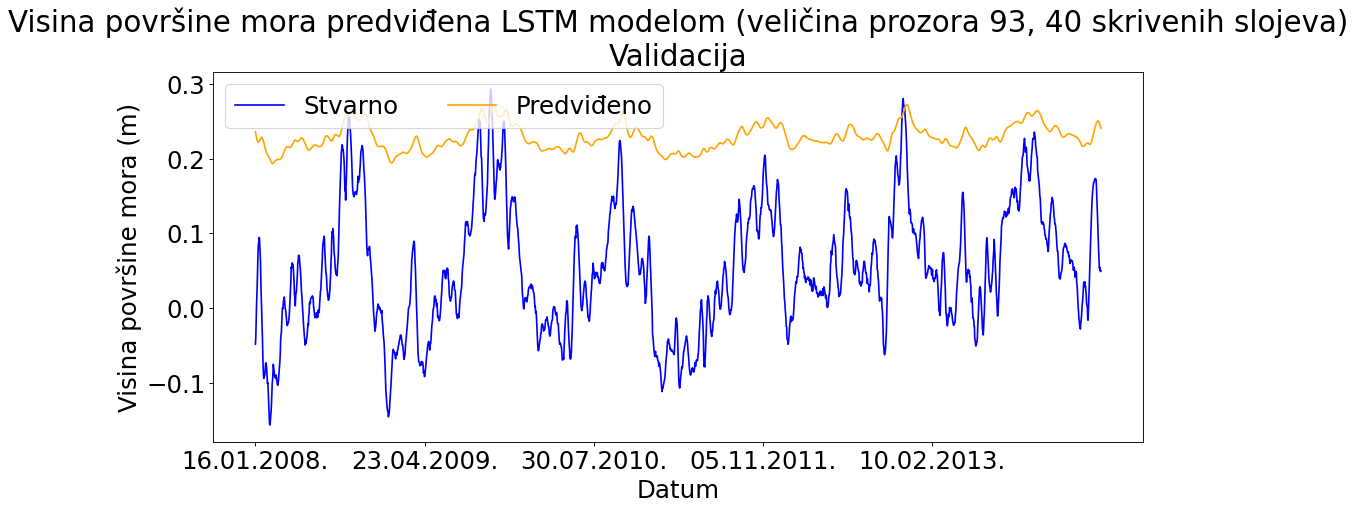 Visina površine mora predviđena LSTM modelom (veličina prozora 93, 40 skrivenih slojeva)
Validacija
Stvarno Predviđeno
Visina površine mora (m)
0.3
0.2
0.1
0.0
−0.1
16.01.2008. 23.04.2009. 30.07.2010. 05.11.2011. 10.02.2013.
Datum